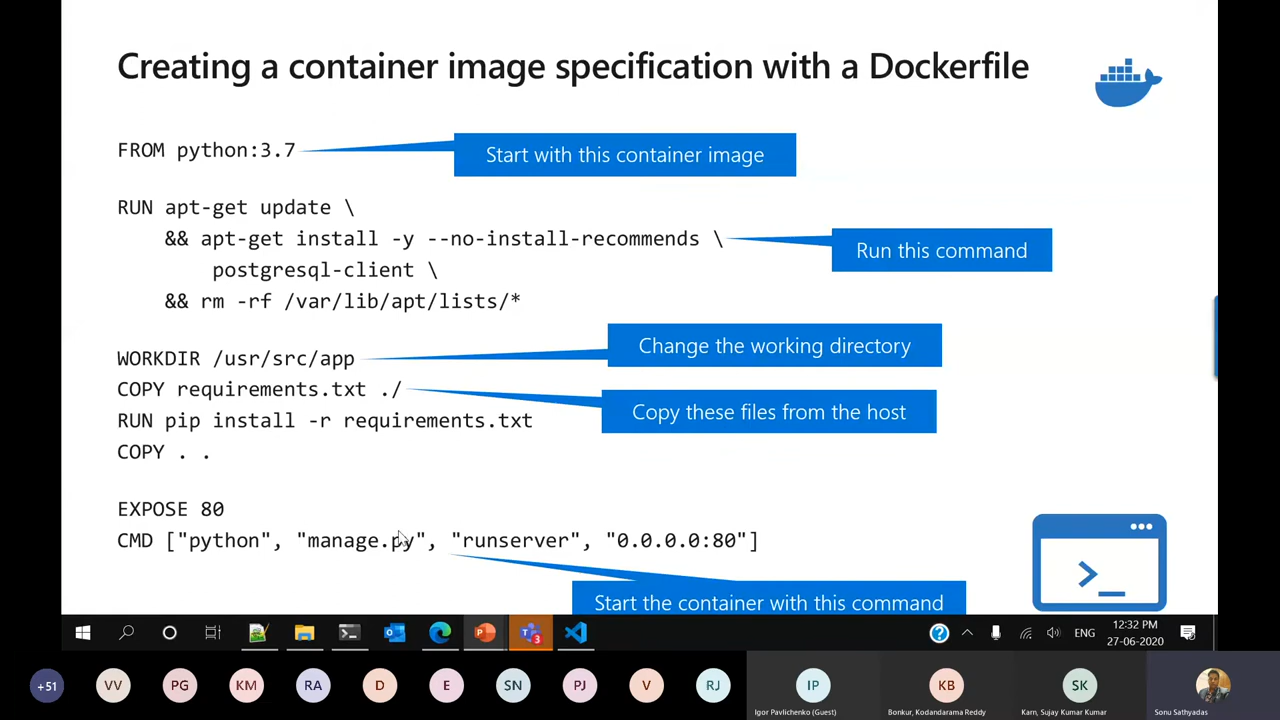 Creating a container image specification with a Dockerfile
FROM python:3.7
Start with this container image
RUN apt-get update \
&& apt-get install -y --no-install-recommends \
Run this command
postgresql-client \
&& rm -rf /var/lib/apt/lists/*
WORKDIR /usr/src/app
Change the working directory
COPY requirements.txt ./
Copy these files from the host
RUN pip install -r requirements.txt
COPY . .
EXPOSE 80
CMD ["python", "manage.py", "runserver", "0.0.0.0:80"]
Start the container with this command
3
ENG
12:32 PM
27-06-2020
+51
VV
PG
KM
RA
D
E
SN
PJ
V
RJ
IP
Igor Pavlichenko (Guest)
KB
Bonkur, Kodandarama Reddy
SK
Karn, Sujay Kumar Kumar
Sonu Sathyadas